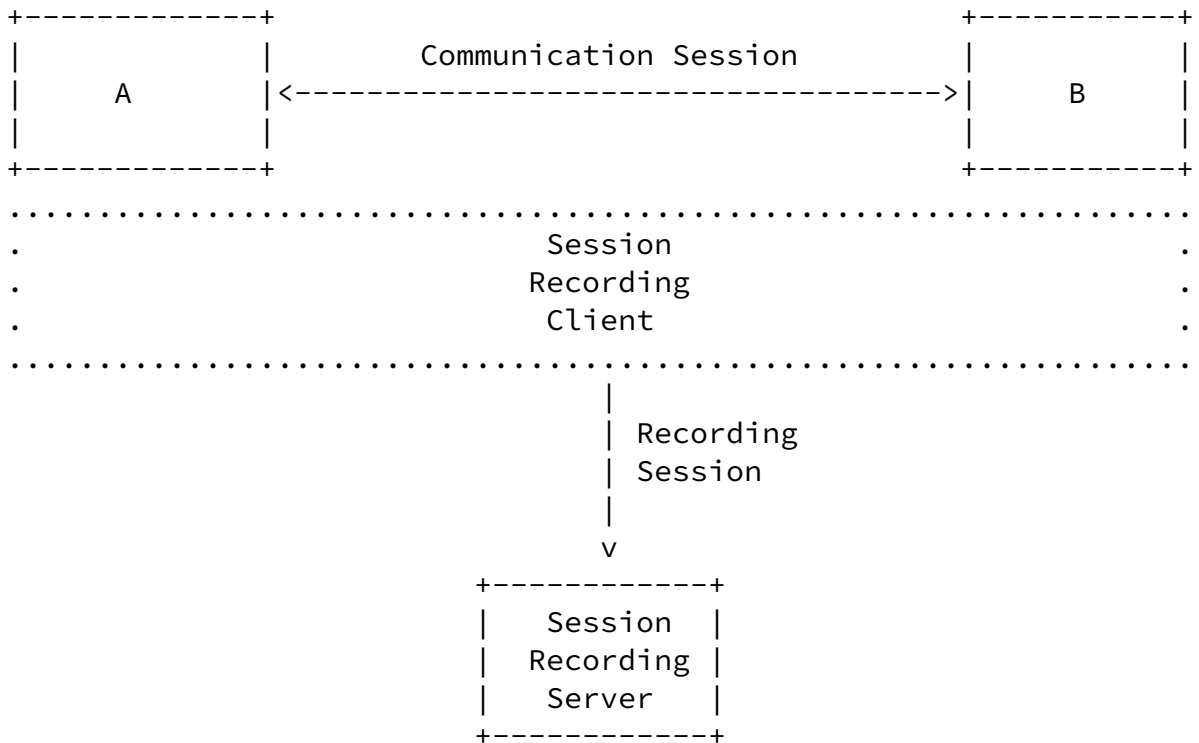 Communication Session
A
B
Session
Recording
Client
Recording
Session
Session
Recording
Server